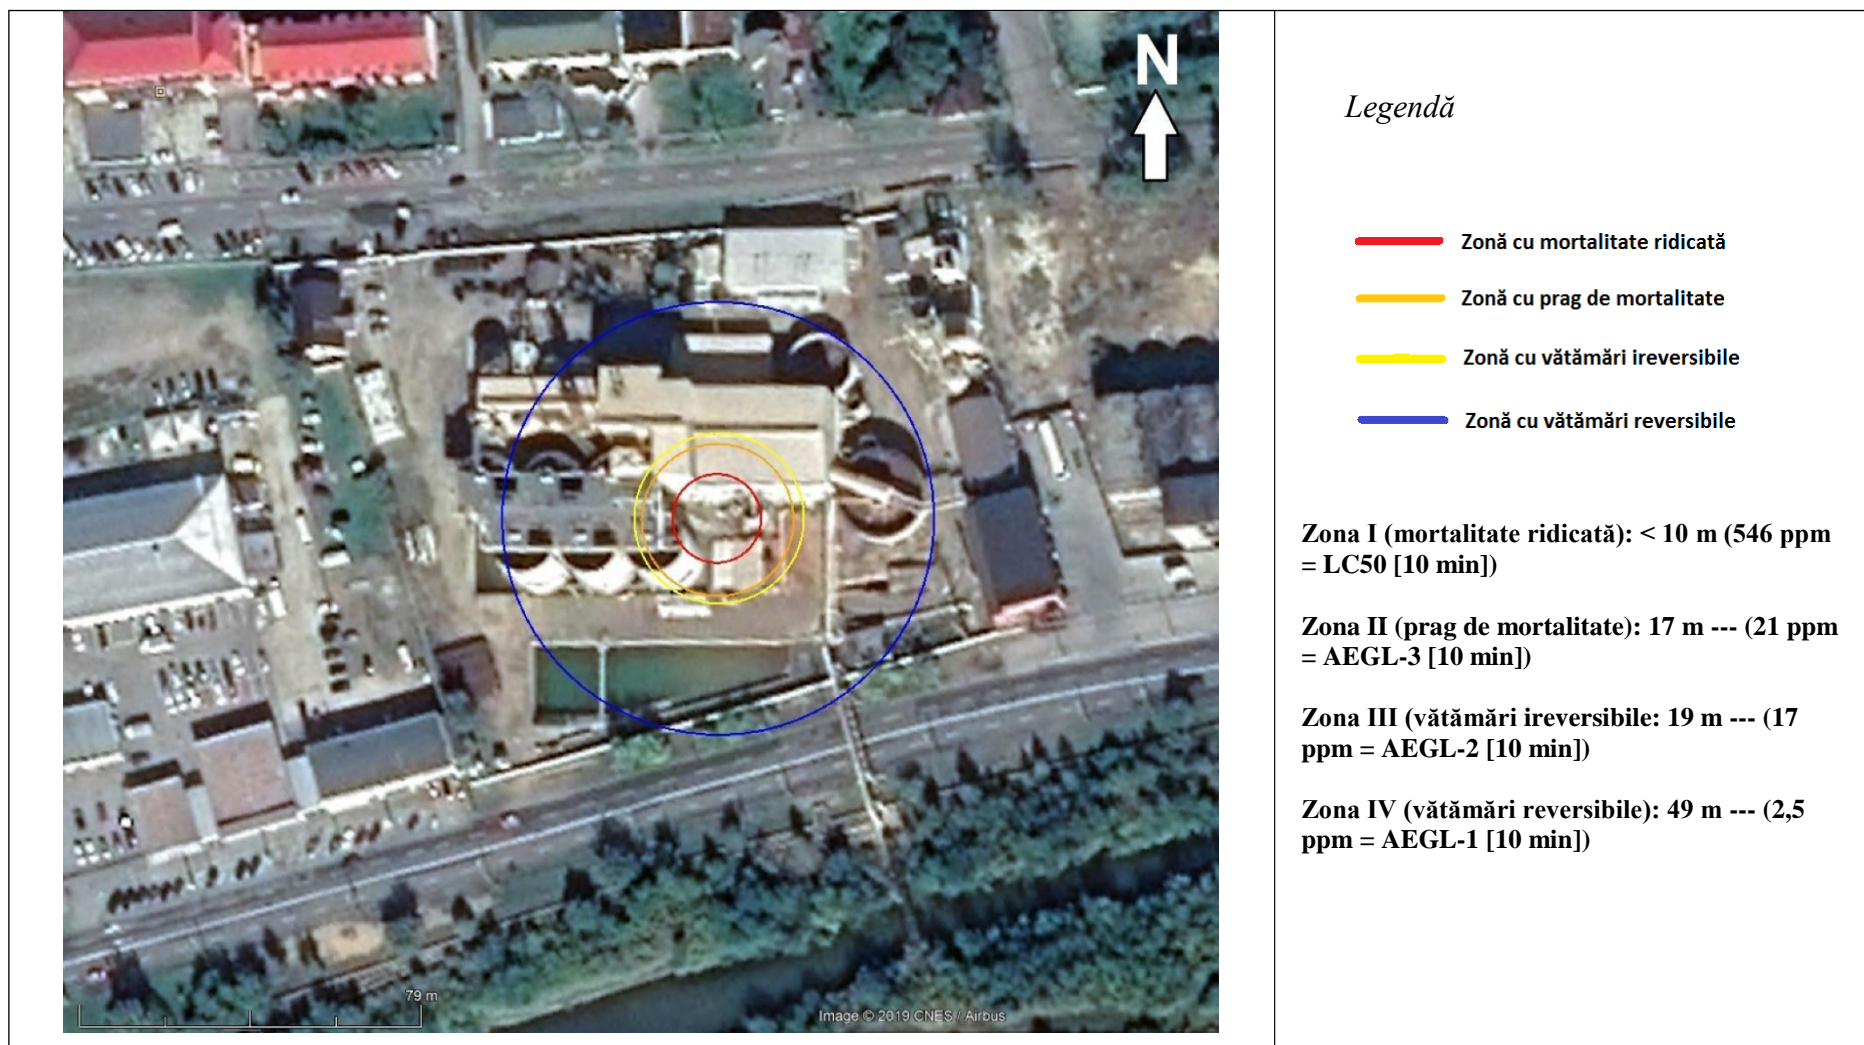 N
Legendă
Zonă cu mortalitate ridicată
Zonă cu prag de mortalitate
Zonă cu vătămări ireversibile
Zonă cu vătămări reversibile
Zona I (mortalitate ridicată): < 10 m (546 ppm
= LC50 [10 min])
Zona II (prag de mortalitate): 17 m --- (21 ppm
= AEGL-3 [10 min])
Zona III (vătămări ireversibile: 19 m --- (17
ppm = AEGL-2 [10 min])
Zona IV (vătămări reversibile): 49 m --- (2,5
ppm = AEGL-1 [10 min])
79 m
Image © 2019 CNES / Airbus